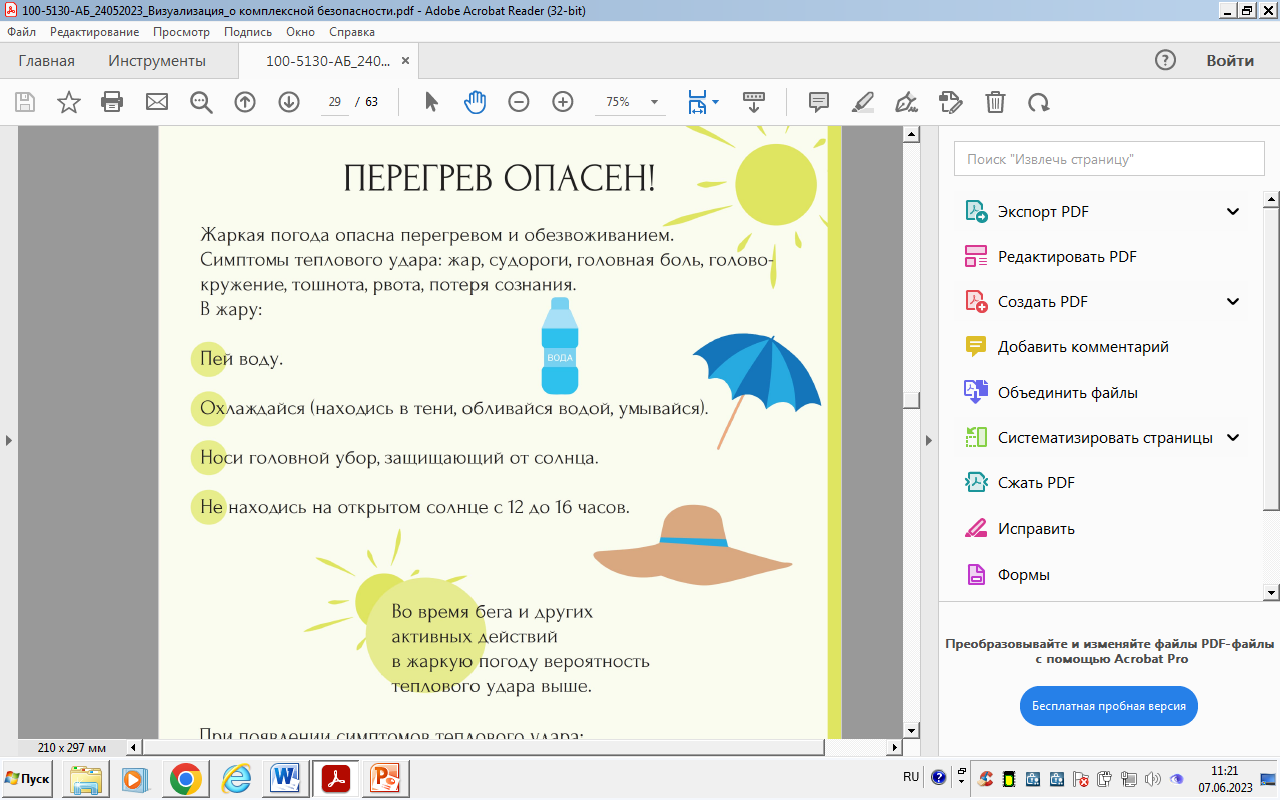 100-5130-АБ_24052023_Визуализация_о комплексной безопасности.pdf - Adobe Acrobat Reader (32-bit)
Файл Редактирование Просмотр Подпись Окно Справка
Главная Инструменты 100-5130-АБ_240... × Войти
29 / 63 75%
ПЕРЕГРЕВ ОПАСЕН!
Жаркая погода опасна перегревом и обезвоживанием.
Симптомы теплового удара: жар, судороги, головная боль, голово-
кружение, тошнота, рвота, потеря сознания.
В жару:
ВОДА
Пей воду.
Охлаждайся (находись в тени, обливайся водой, умывайся).
Носи головной убор, защищающий от солнца.
Не находись на открытом солнце с 12 до 16 часов.
Во время бега и других
активных действий
в жаркую погоду вероятность
теплового удара выше.
При появлении симптомов теплового удара:
210 x 297 мм
Поиск "Извлечь страницу"
Экспорт PDF
Редактировать PDF
Создать PDF
Добавить комментарий
Объединить файлы
Систематизировать страницы
Сжать PDF
Исправить
Формы
Преобразовывайте и изменяйте файлы PDF-файлы
с помощью Acrobat Pro
Бесплатная пробная версия
Пуск
RU
11:21
07.06.2023